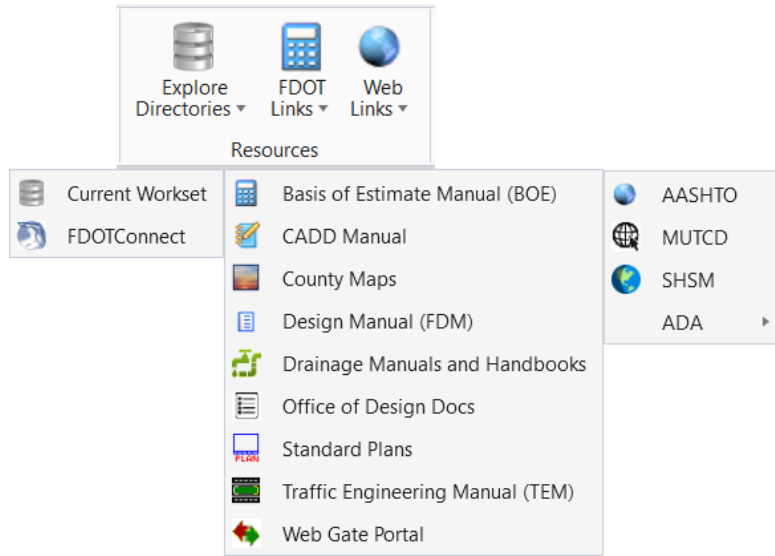 Explore
Directories
FDOT
Links
Web
Links
Resources
Current Workset
FDOTConnect
Basis of Estimate Manual (BOE)
CADD Manual
County Maps
Design Manual (FDM)
Drainage Manuals and Handbooks
Office of Design Docs
PLAN
Standard Plans
Traffic Engineering Manual (TEM)
Web Gate Portal
AASHTO
MUTCD
SHSM
ADA